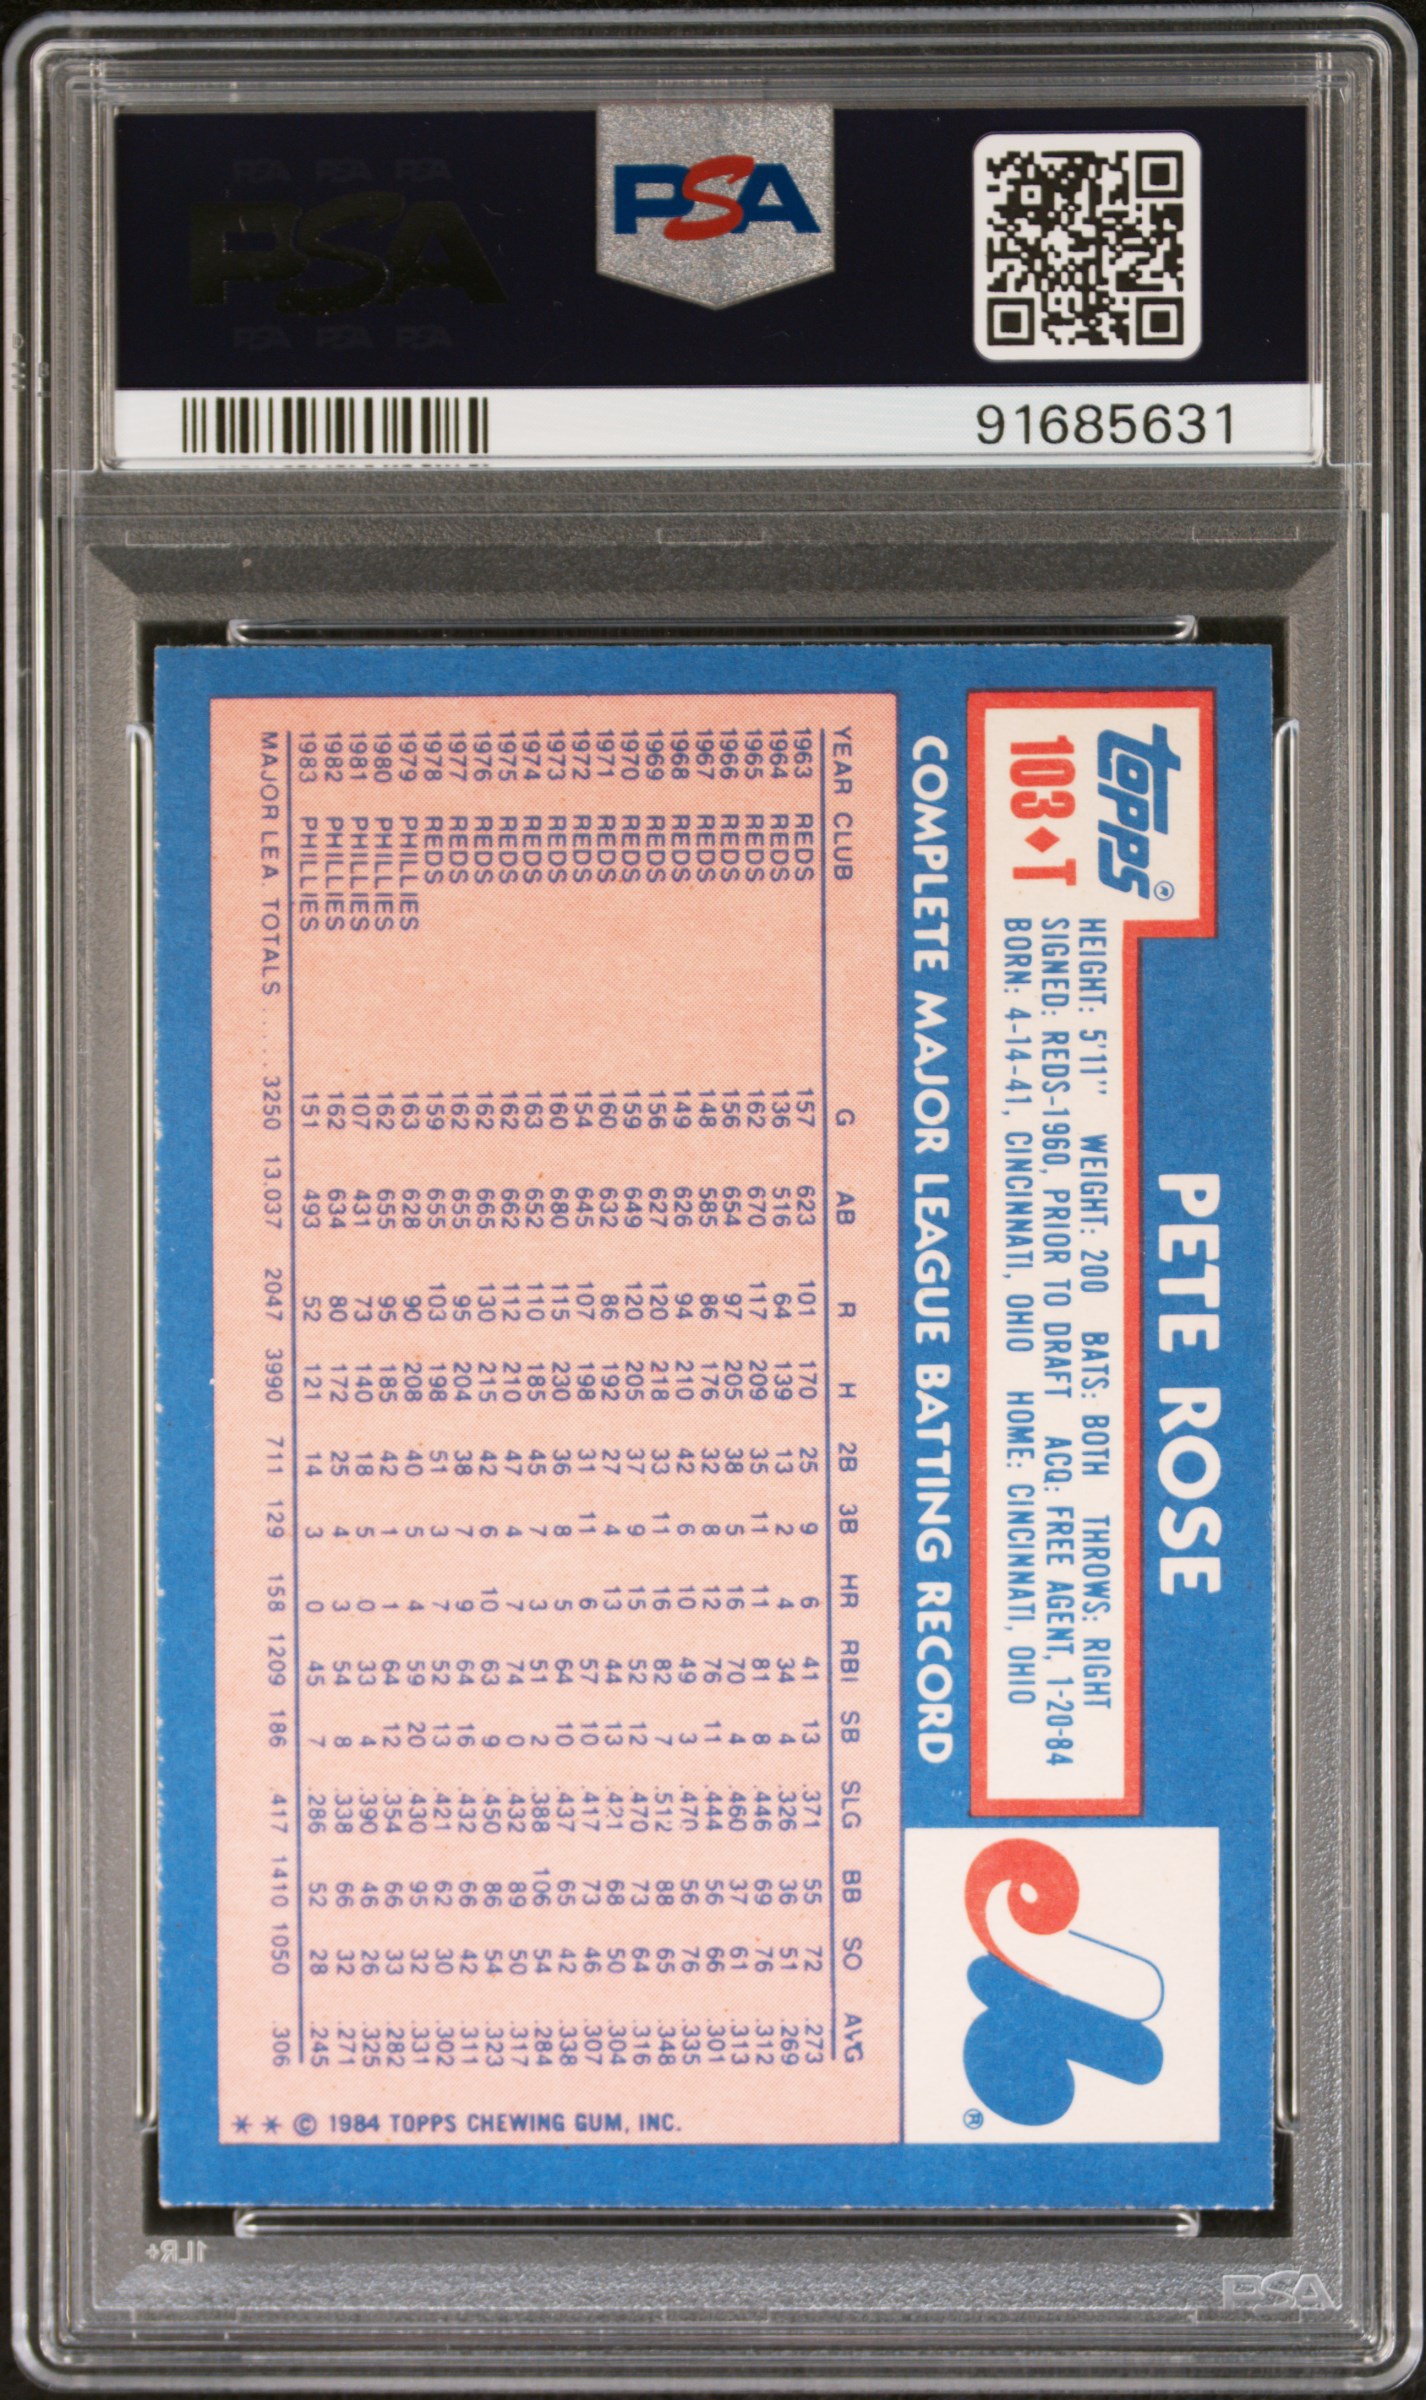 PSA PSA PSA
PSA
PSA PSA PSA
PSA
91685631
topps®
103♦T
PETE ROSE
HEIGHT: 5'11" WEIGHT: 200 BATS: BOTH THROWS: RIGHT
SIGNED: REDS-1960, PRIOR TO DRAFT ACQ: FREE AGENT, 1-20-84
BORN: 4-14-41, CINCINNATI, OHIO HOME: CINCINNATI, OHIO
eb
®
COMPLETE MAJOR LEAGUE BATTING RECORD
YEAR CLUB G AB R H 2B 3B HR RBI SB SLG BB SO AVG
1963 REDS 157 623 101 170 25 9 6 41 13 .371 55 72 .273
1964 REDS 136 516 64 139 13 2 4 34 4 .326 36 51 .269
1965 REDS 162 670 117 209 35 11 11 81 8 .446 69 76 .312
1966 REDS 156 654 97 205 38 5 16 70 4 .460 37 61 .313
1967 REDS 148 585 86 176 32 8 12 76 11 .444 56 66 .301
1968 REDS 149 626 94 210 42 6 10 49 3 .470 56 76 .335
1969 REDS 156 627 120 218 33 11 16 82 7 .512 88 65 .348
1970 REDS 159 649 120 205 37 9 15 52 12 .470 73 64 .316
1971 REDS 160 632 86 192 27 4 13 44 13 .421 68 50 .304
1972 REDS 154 645 107 198 31 11 6 57 10 .417 73 46 .307
1973 REDS 160 680 115 230 36 8 5 64 10 .437 65 42 .338
1974 REDS 163 652 110 185 45 7 3 51 2 .388 106 54 .284
1975 REDS 162 662 112 210 47 4 7 74 0 .432 89 50 .317
1976 REDS 162 665 130 215 42 6 10 63 9 .450 86 54 .323
1977 REDS 162 655 95 204 38 7 9 64 16 .432 66 42 .311
1978 REDS 159 655 103 198 51 3 7 52 13 .421 62 30 .302
1979 PHILLIES 163 628 90 208 40 5 4 59 20 .430 95 32 .331
1980 PHILLIES 162 655 95 185 42 1 1 64 12 .354 66 33 .282
1981 PHILLIES 107 431 73 140 18 5 0 33 4 .390 46 26 .325
1982 PHILLIES 162 634 80 172 25 4 3 54 8 .338 66 32 .271
1983 PHILLIES 151 493 52 121 14 3 0 45 7 .286 52 28 .245
MAJOR LEA. TOTALS ..... 3250 13.037 2047 3990 711 129 158 1209 186 .417 1410 1050 .306
＊＊© 1984 TOPPS CHEWING GUM, INC.
1LR+
PSA